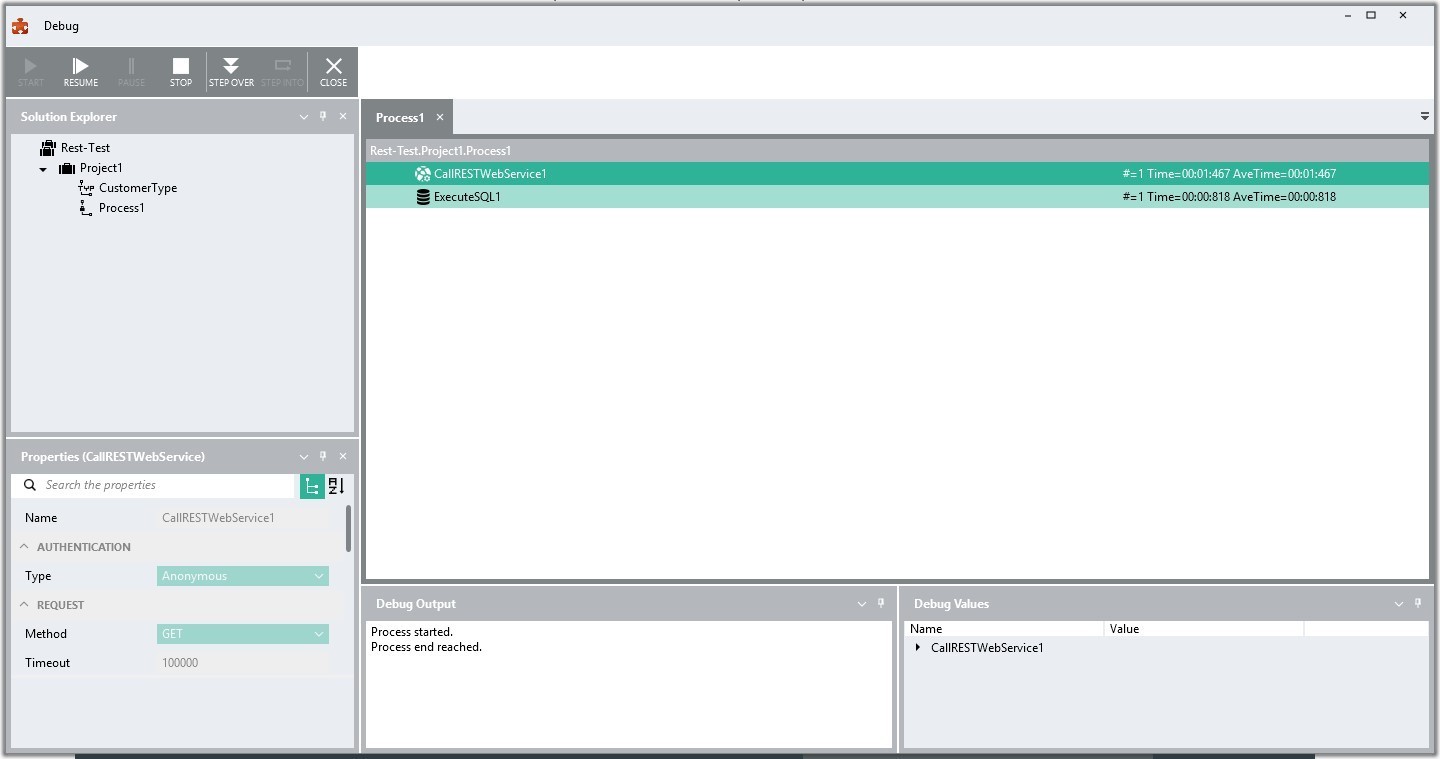 Debug
START RESUME PAUSE STOP STEP OVER STEP INTO CLOSE
Solution Explorer
Rest-Test
Project1
CustomerType
Process1
Properties (CallRESTWebService)
Search the properties
Name CallRESTWebService1
AUTHENTICATION
Type Anonymous
REQUEST
Method GET
Timeout 100000
Process1
Rest-Test.Project1.Process1
CallRESTWebService1 #=1 Time=00:01:467 AveTime=00:01:467
ExecuteSQL1 #=1 Time=00:00:818 AveTime=00:00:818
Debug Output
Process started.
Process end reached.
Debug Values
Name Value
CallRESTWebService1